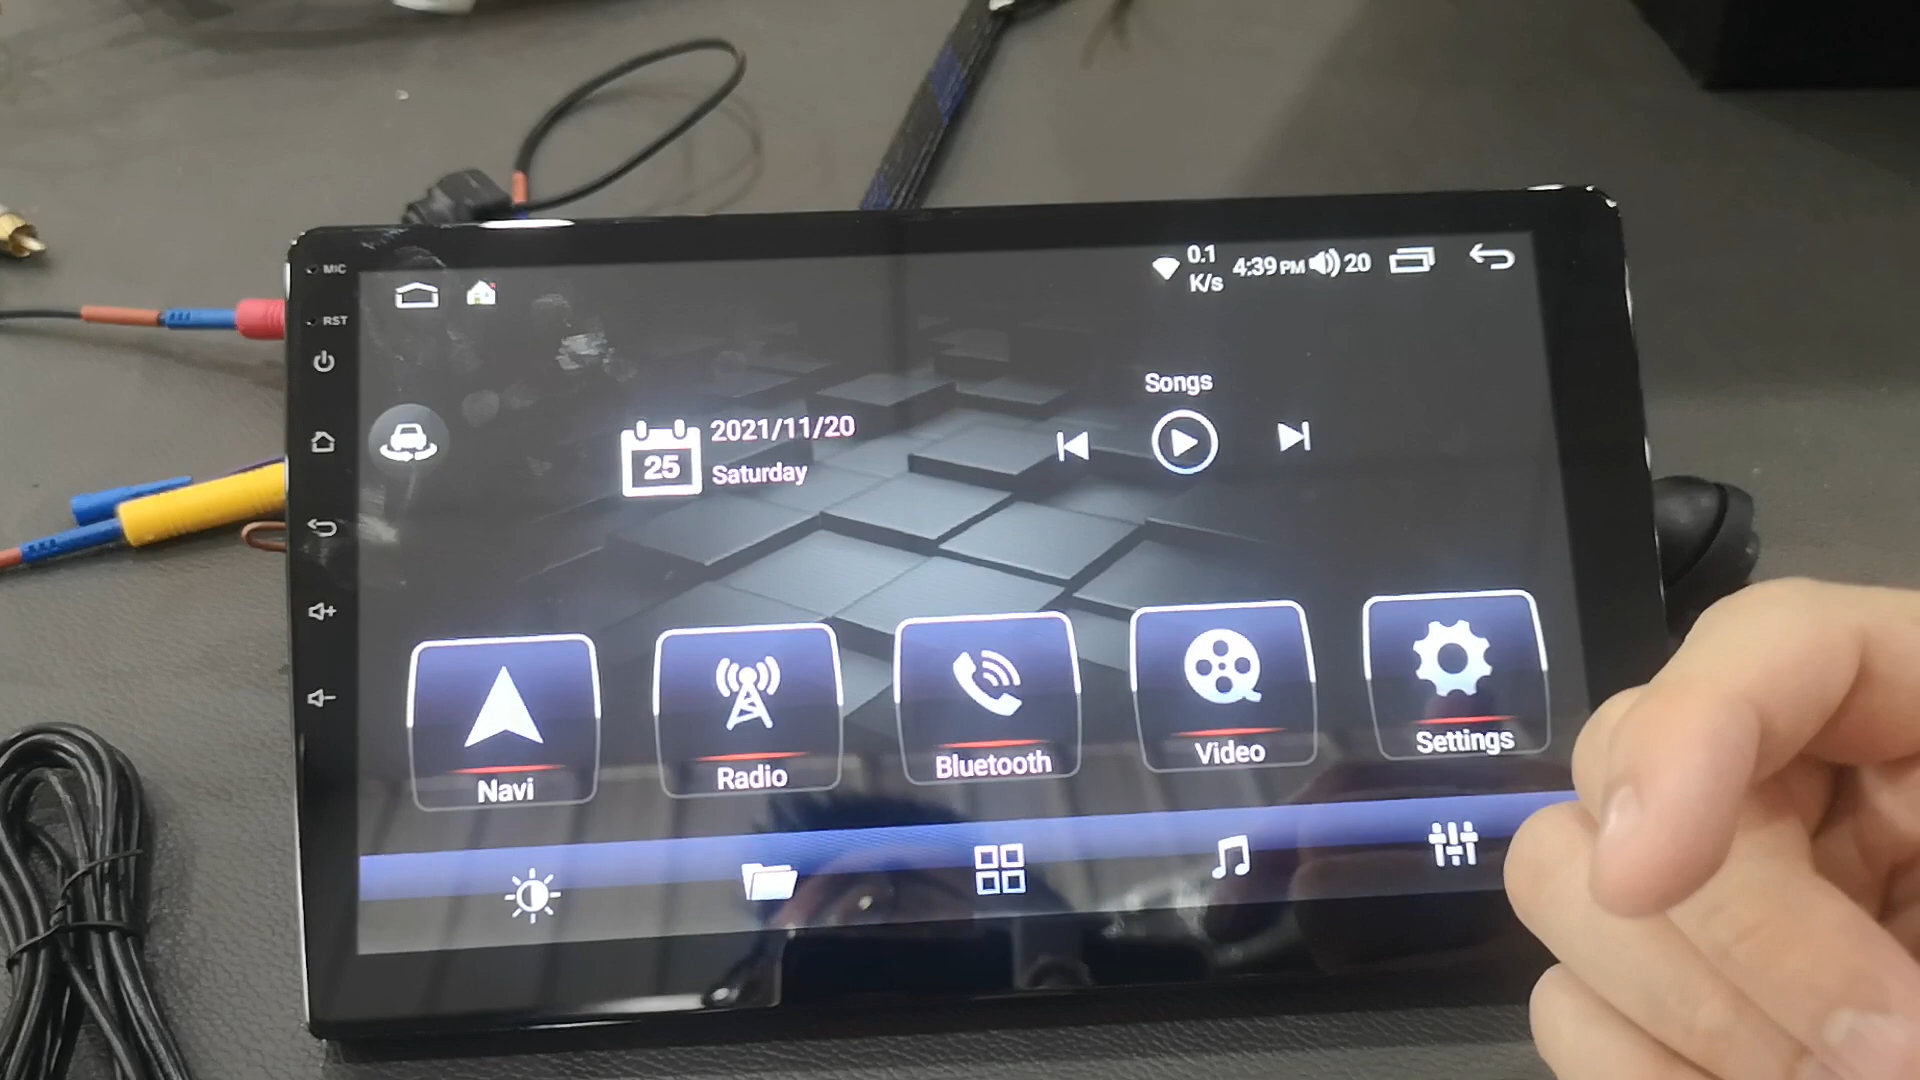 MIC
RST
0.1
K/s
4:39 PM
20
Songs
2021/11/20
25
Saturday
Navi
Radio
Bluetooth
Video
Settings